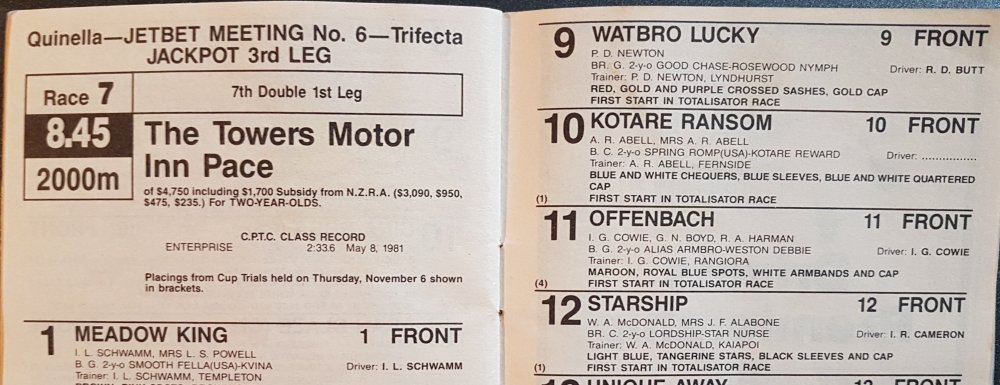 Quinella—JETBET MEETING No. 6—Trifecta
JACKPOT 3rd LEG
Race 7
7th Double 1st Leg
8.45
2000m
The Towers Motor
Inn Pace
of $4,750 including $1,700 Subsidy from N.Z.R.A. ($3,090, $950,
$475, $235.) For TWO-YEAR-OLDS.
C.P.T.C. CLASS RECORD
ENTERPRISE 2:33.6 May 8, 1981
Placings from Cup Trials held on Thursday, November 6 shown
in brackets.
1 MEADOW KING 1 FRONT
I. L. SCHWAMM, MRS L. S. POWELL
B. G. 2-y-o SMOOTH FELLA(USA)-KVINA Driver: I. L. SCHWAMM
Trainer: I. L. SCHWAMM, TEMPLETON
9 WATBRO LUCKY 9 FRONT
P. D. NEWTON
BR. G. 2-y-o GOOD CHASE-ROSEWOOD NYMPH Driver: R. D. BUTT
Trainer: P. D. NEWTON, LYNDHURST
RED, GOLD AND PURPLE CROSSED SASHES, GOLD CAP
FIRST START IN TOTALISATOR RACE
10 KOTARE RANSOM 10 FRONT
A. R. ABELL, MRS A. R. ABELL
B. C. 2-y-o SPRING ROMP(USA)-KOTARE REWARD Driver: ................
Trainer: A. R. ABELL, FERNSIDE
BLUE AND WHITE CHEQUERS, BLUE SLEEVES, BLUE AND WHITE QUARTERED
CAP
(1) FIRST START IN TOTALISATOR RACE
11 OFFENBACH 11 FRONT
I. G. COWIE, G. N. BOYD, R. A. HARMAN
B. G. 2-y-o ALIAS ARMBRO-WESTON DEBBIE Driver: I. G. COWIE
Trainer: I. G. COWIE, RANGIORA
MAROON, ROYAL BLUE SPOTS, WHITE ARMBANDS AND CAP
(4) FIRST START IN TOTALISATOR RACE
12 STARSHIP 12 FRONT
W. A. McDONALD, MRS J. F. ALABONE
BR. C. 2-y-o LORDSHIP-STAR NURSE Driver: I. R. CAMERON
Trainer: W. A. McDONALD, KAIAPOI
LIGHT BLUE, TANGERINE STARS, BLACK SLEEVES AND CAP
(1) FIRST START IN TOTALISATOR RACE